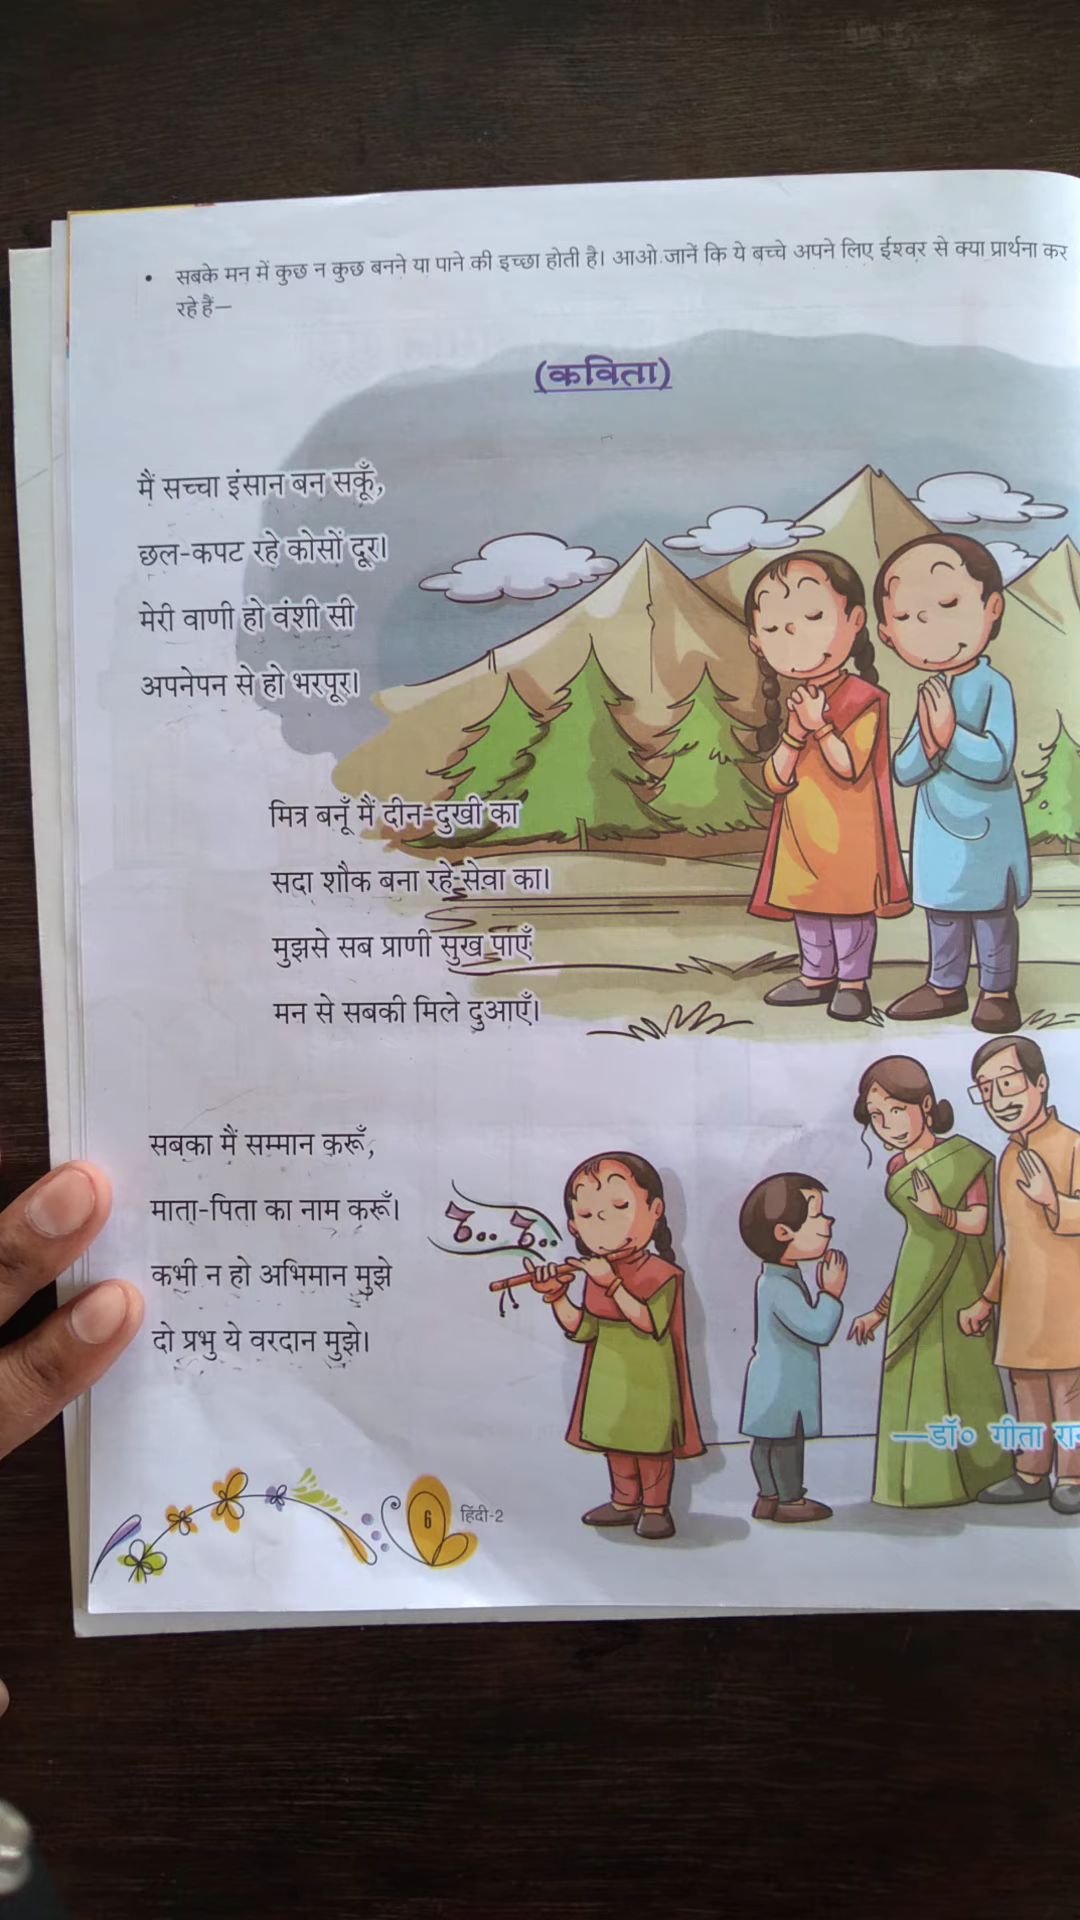 • सबके मन में कुछ न कुछ बनने या पाने की इच्छा होती है। आओ जानें कि ये बच्चे अपने लिए ईश्वर से क्या प्रार्थना कर
रहे हैं—
(कविता)
मैं सच्चा इंसान बन सकूँ,
छल-कपट रहे कोसों दूर।
मेरी वाणी हो वंशी सी
अपनेपन से हो भरपूर।
मित्र बनूँ मैं दीन-दुखी का
सदा शौक बना रहे सेवा का।
मुझसे सब प्राणी सुख पाएँ
मन से सबकी मिले दुआएँ।
सबका मैं सम्मान करूँ,
माता-पिता का नाम करूँ।
कभी न हो अभिमान मुझे
दो प्रभु ये वरदान मुझे।
—डॉ० गीता
6 हिंदी-2